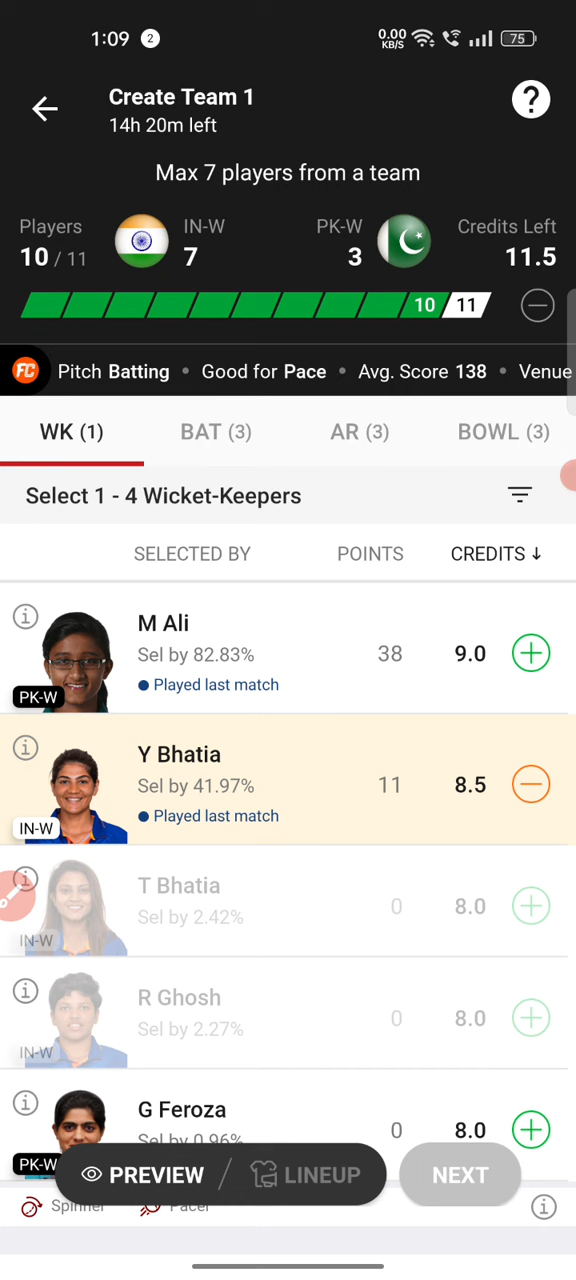 1:09 2 0.00 KB/S 75
Create Team 1
14h 20m left
?
Max 7 players from a team
Players IN-W PK-W Credits Left
10 / 11 7 3 11.5
10 11
FC Pitch Batting • Good for Pace • Avg. Score 138 • Venue
WK (1) BAT (3) AR (3) BOWL (3)
Select 1 - 4 Wicket-Keepers
SELECTED BY POINTS CREDITS ↓
M Ali
Sel by 82.83% 38 9.0
Played last match
PK-W
Y Bhatia
Sel by 41.97% 11 8.5
Played last match
IN-W
T Bhatia
Sel by 2.42% 0 8.0
IN-W
R Ghosh
Sel by 2.27% 0 8.0
IN-W
G Feroza
Sel by 0.96% 0 8.0
PK-W
PREVIEW / LINEUP NEXT
Spinner Pacer